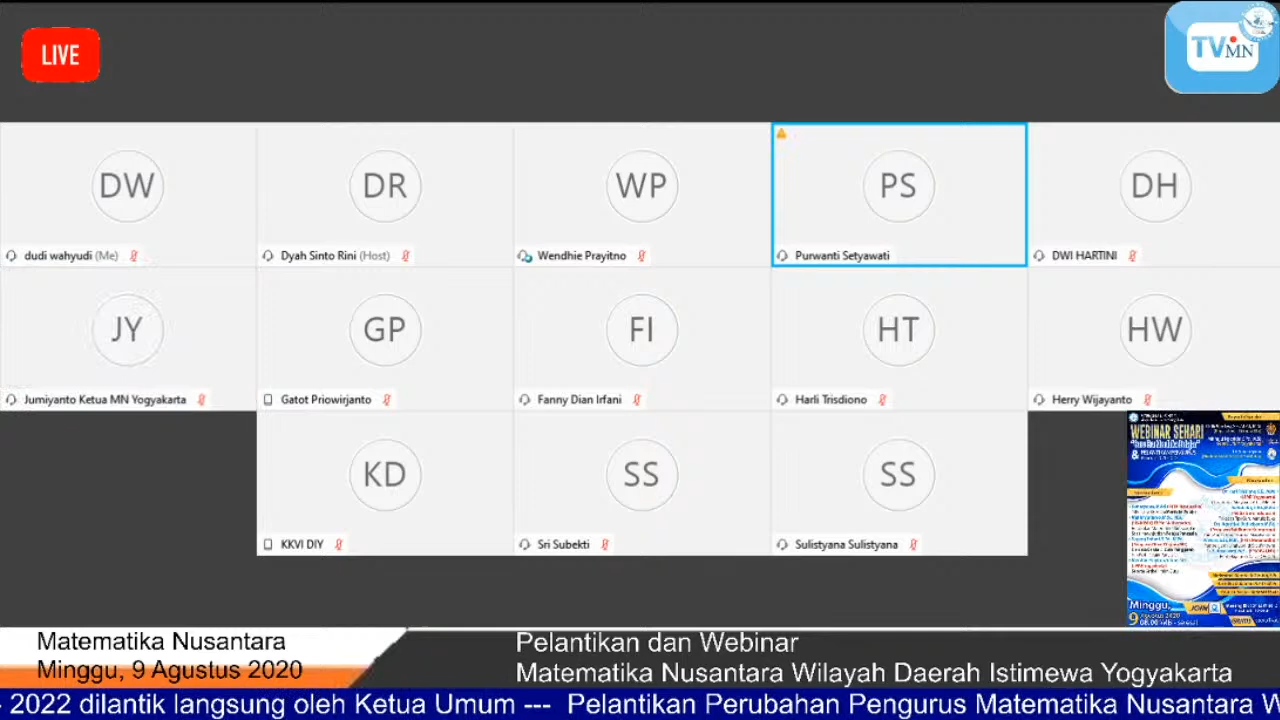 LIVE
TVMN
DW
DR
WP
PS
DH
dudi wahyudi (Me)
Dyah Sinto Rini (Host)
Wendhie Prayitno
Purwanti Setyawati
DWI HARTINI
JY
GP
FI
HT
HW
Jumiyanto Ketua MN Yogyakarta
Gatot Priowirjanto
Fanny Dian Irfani
Harli Trisdiono
Herry Wijayanto
KD
SS
SS
KKVI DIY
Sri Subekti
Sulistyana Sulistyana
WEBINAR SEHARI
Minggu,
9 Agustus 2020
JOIN
Matematika Nusantara
Minggu, 9 Agustus 2020
Pelantikan dan Webinar
Matematika Nusantara Wilayah Daerah Istimewa Yogyakarta
- 2022 dilantik langsung oleh Ketua Umum --- Pelantikan Perubahan Pengurus Matematika Nusantara W